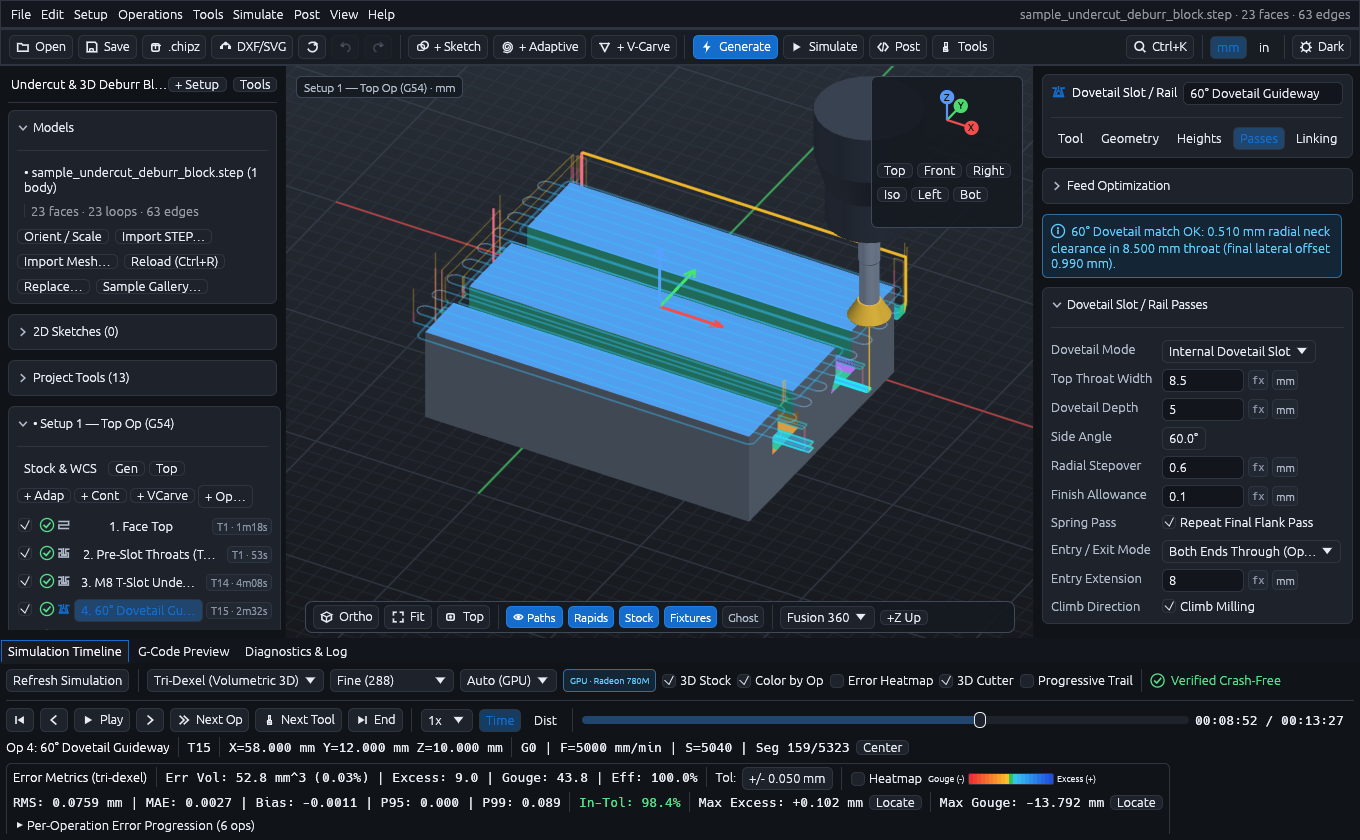 File Edit Setup Operations Tools Simulate Post View Help
sample_undercut_deburr_block.step · 23 faces · 63 edges
Open Save .chipz DXF/SVG + Sketch + Adaptive + V-Carve Generate Simulate Post Tools Ctrl+K mm in Dark
Undercut & 3D Deburr Bl... + Setup Tools
Models
• sample_undercut_deburr_block.step (1
body)
23 faces · 23 loops · 63 edges
Orient / Scale Import STEP...
Import Mesh... Reload (Ctrl+R)
Replace... Sample Gallery...
2D Sketches (0)
Project Tools (13)
• Setup 1 — Top Op (G54)
Stock & WCS Gen Top
+ Adap + Cont + VCarve + Op...
1. Face Top T1 · 1m18s
2. Pre-Slot Throats (T... T1 · 53s
3. M8 T-Slot Unde... T14 · 4m08s
4. 60° Dovetail Gu... T15 · 2m32s
Setup 1 — Top Op (G54) · mm
Z Y X
Top Front Right
Iso Left Bot
Ortho Fit Top Paths Rapids Stock Fixtures Ghost Fusion 360 +Z Up
Dovetail Slot / Rail 60° Dovetail Guideway
Tool Geometry Heights Passes Linking
Feed Optimization
60° Dovetail match OK: 0.510 mm radial neck
clearance in 8.500 mm throat (final lateral offset
0.990 mm).
Dovetail Slot / Rail Passes
Dovetail Mode Internal Dovetail Slot
Top Throat Width 8.5 fx mm
Dovetail Depth 5 fx mm
Side Angle 60.0°
Radial Stepover 0.6 fx mm
Finish Allowance 0.1 fx mm
Spring Pass Repeat Final Flank Pass
Entry / Exit Mode Both Ends Through (Op...
Entry Extension 8 fx mm
Climb Direction Climb Milling
Simulation Timeline G-Code Preview Diagnostics & Log
Refresh Simulation Tri-Dexel (Volumetric 3D) Fine (288) Auto (GPU) GPU · Radeon 780M 3D Stock Color by Op Error Heatmap 3D Cutter Progressive Trail Verified Crash-Free
Play Next Op Next Tool End 1x Time Dist 00:08:52 / 00:13:27
Op 4: 60° Dovetail Guideway T15 X=58.000 mm Y=12.000 mm Z=10.000 mm G0 | F=5000 mm/min | S=5040 | Seg 159/5323 Center
Error Metrics (tri-dexel) Err Vol: 52.8 mm^3 (0.03%) | Excess: 9.0 | Gouge: 43.8 | Eff: 100.0% Tol: +/- 0.050 mm Heatmap Gouge (-) Excess (+)
RMS: 0.0759 mm | MAE: 0.0027 | Bias: -0.0011 | P95: 0.000 | P99: 0.089 In-Tol: 98.4% Max Excess: +0.102 mm Locate Max Gouge: -13.792 mm Locate
Per-Operation Error Progression (6 ops)